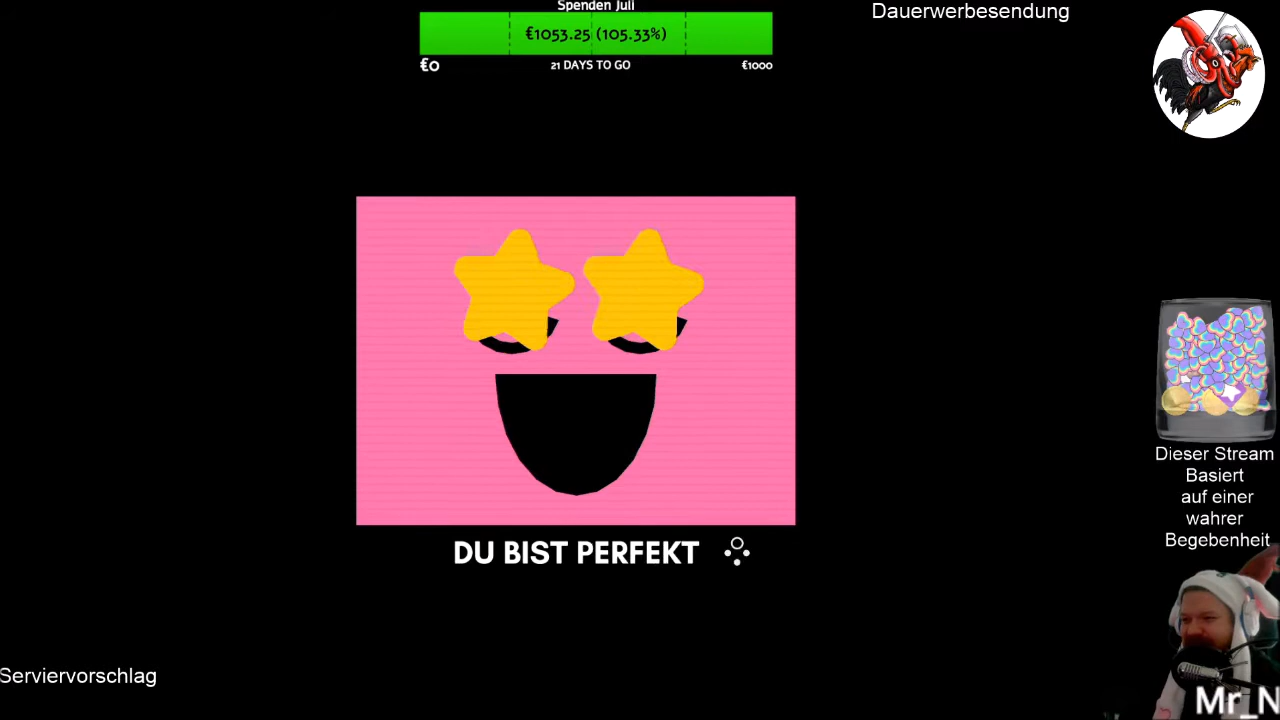 Spenden Juli
€1053.25 (105.33%)
€0
21 DAYS TO GO
€1000
Dauerwerbesendung
DU BIST PERFEKT
Dieser Stream
Basiert
auf einer
wahrer
Begebenheit
Serviervorschlag
Mr_N